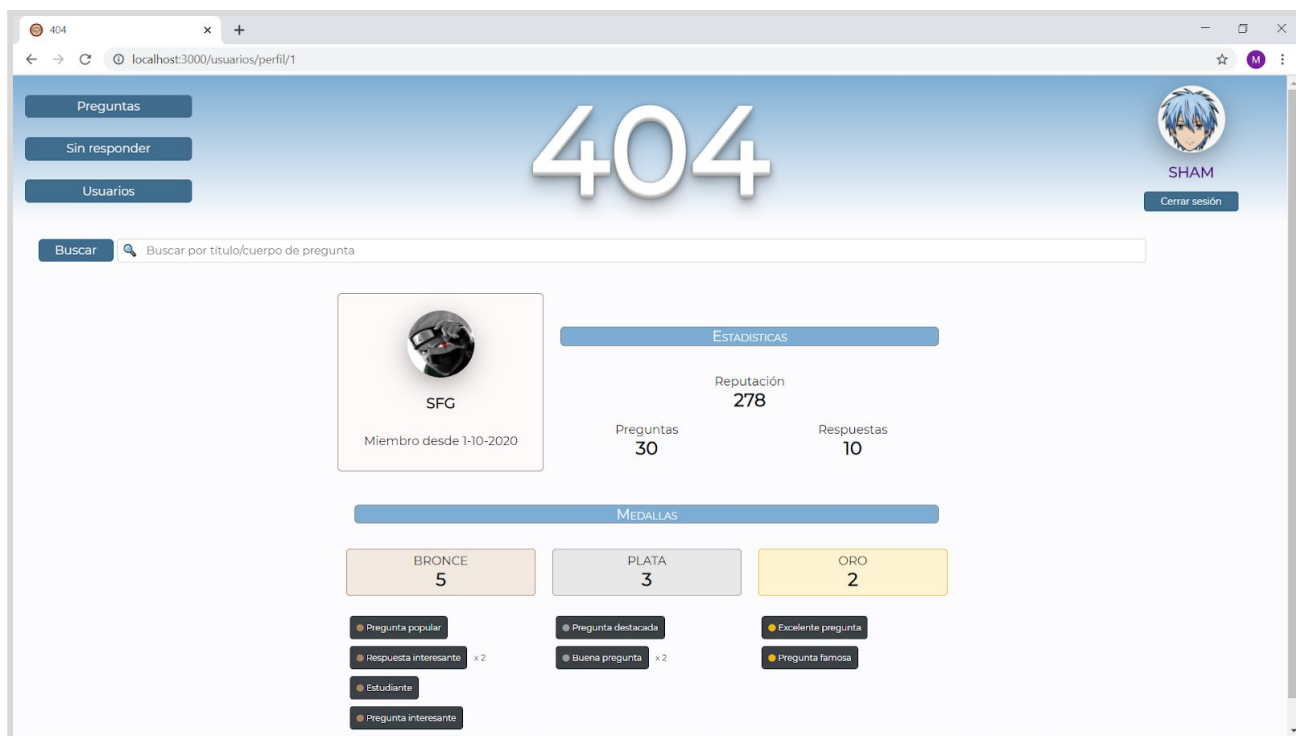 404
localhost:3000/usuarios/perfil/1
M
Preguntas
Sin responder
Usuarios
404
SHAM
Cerrar sesión
Buscar
Buscar por título/cuerpo de pregunta
SFG
Miembro desde 1-10-2020
Estadisticas
Reputación
278
Preguntas
30
Respuestas
10
Medallas
BRONCE
5
PLATA
3
ORO
2
Pregunta popular
Respuesta interesante x 2
Estudiante
Pregunta interesante
Pregunta destacada
Buena pregunta x 2
Excelente pregunta
Pregunta famosa